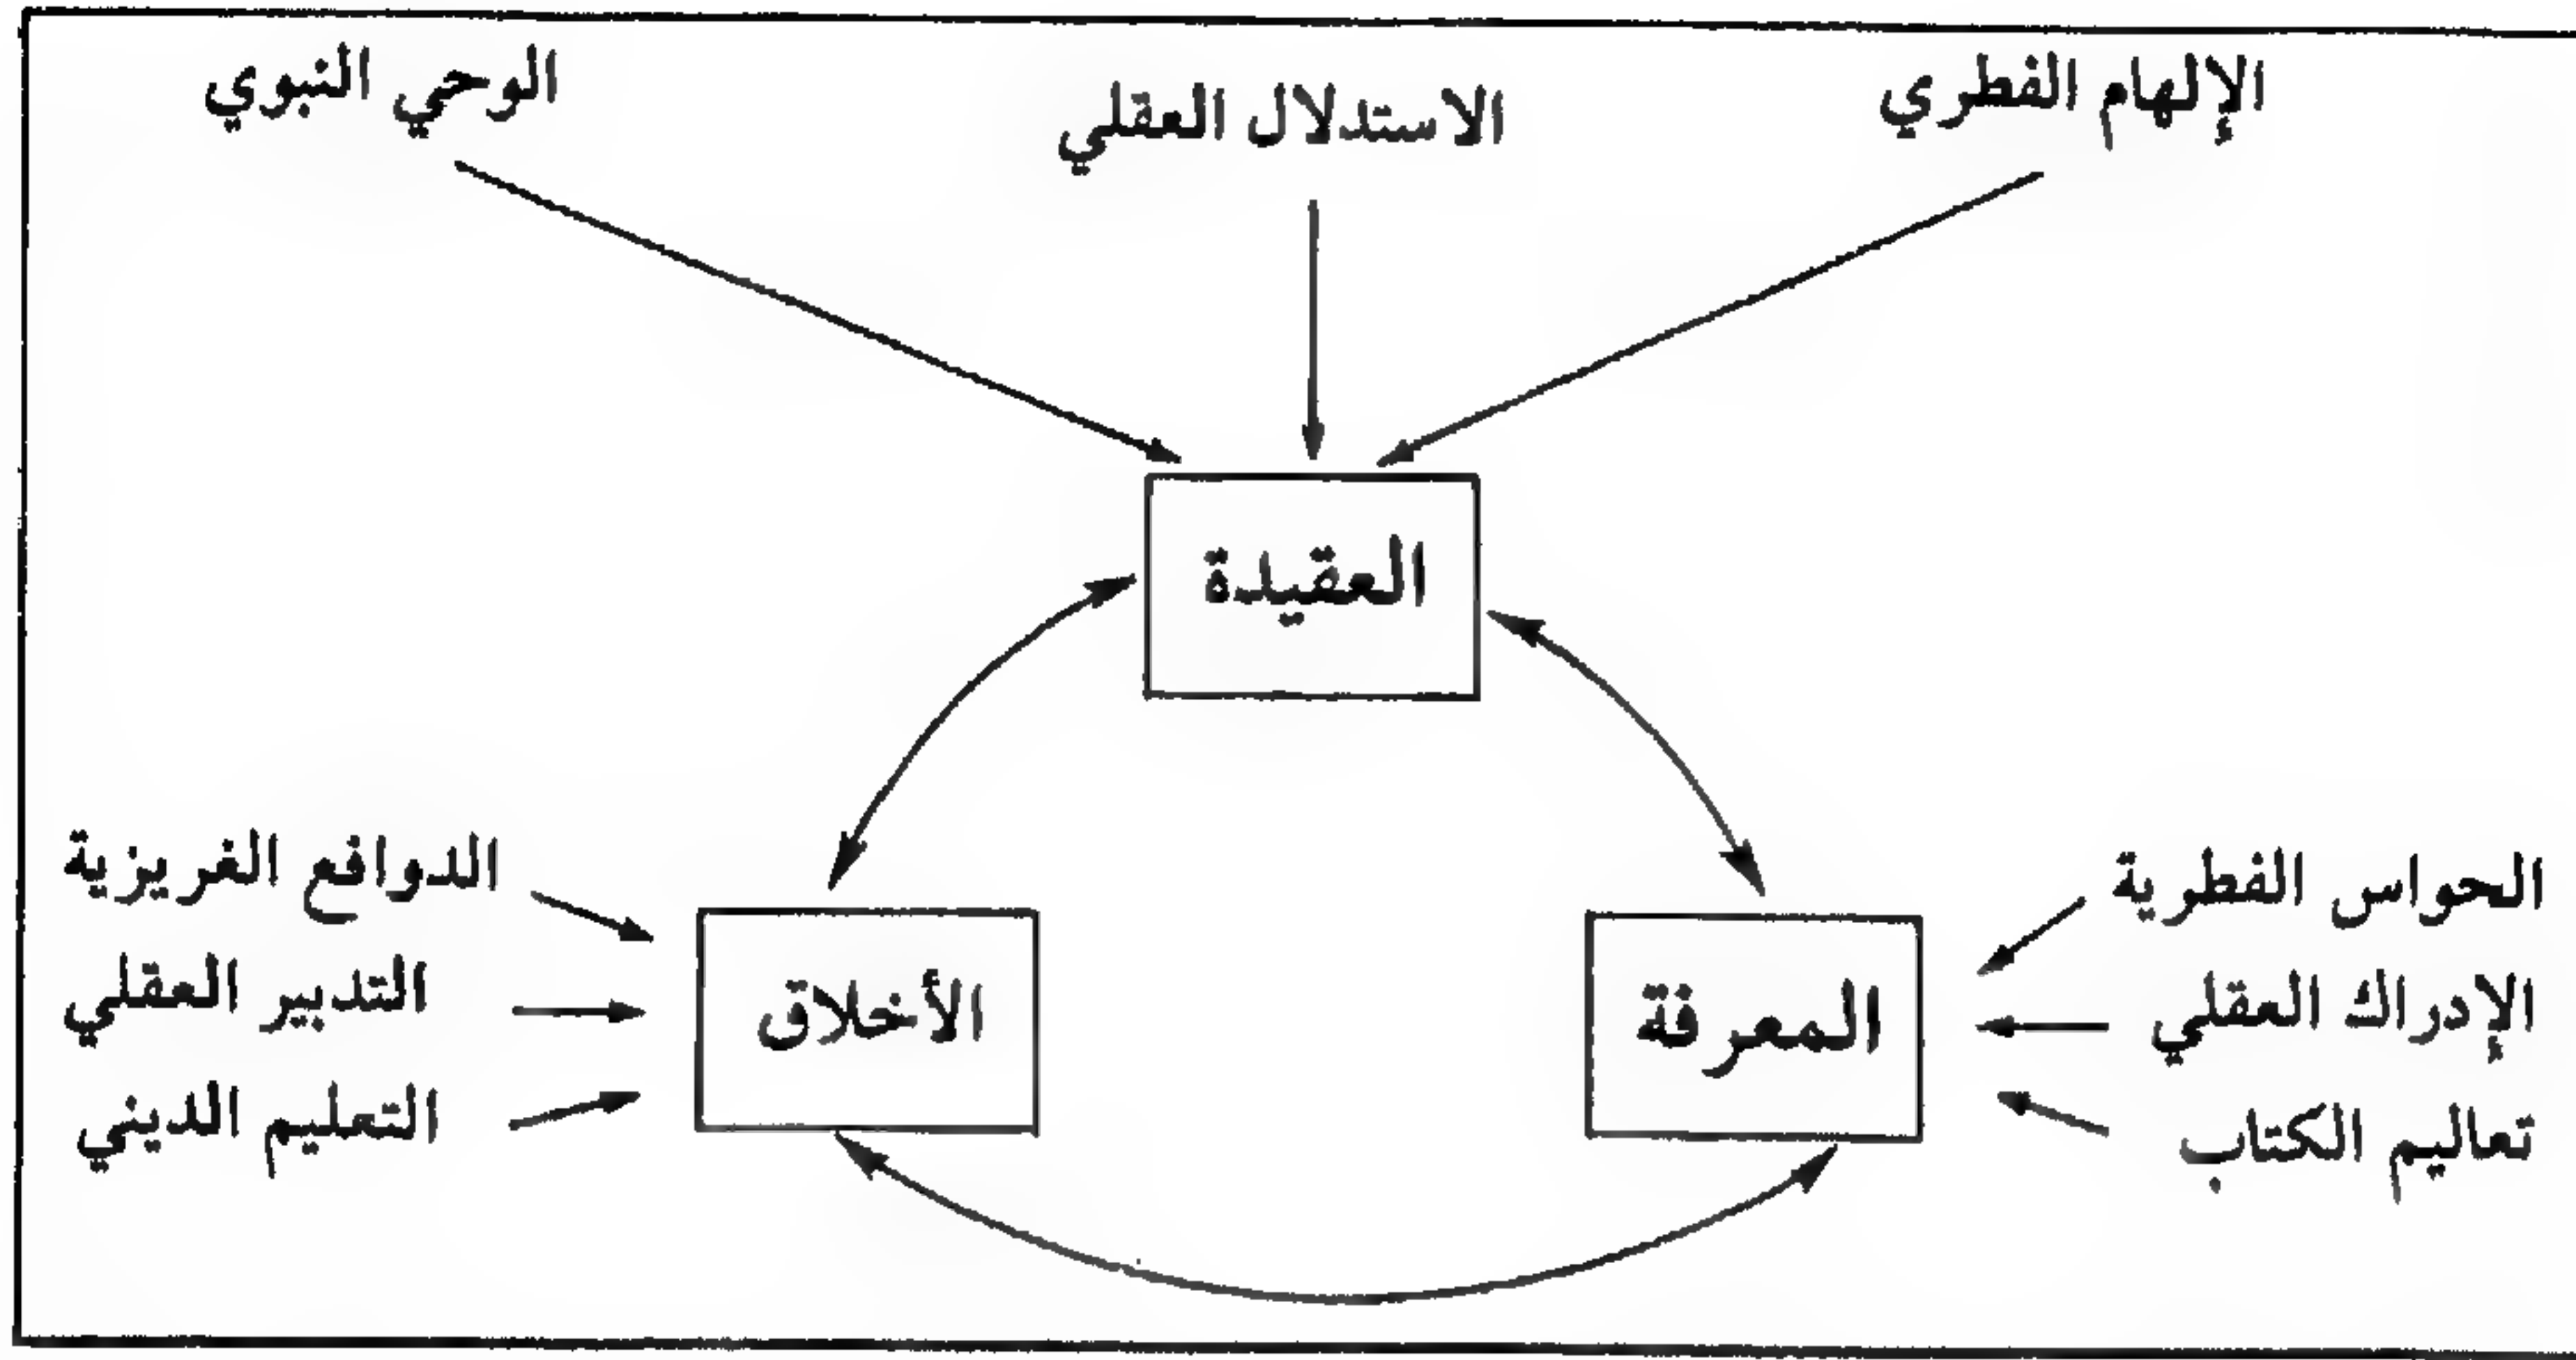 الإلهام الفطري
الاستدلال العقلي
الوحي النبوي
العقيدة
الحواس الفطرية
الإدراك العقلي
تعاليم الكتاب
المعرفة
الأخلاق
الدوافع الغريزية
التدبير العقلي
التعليم الديني